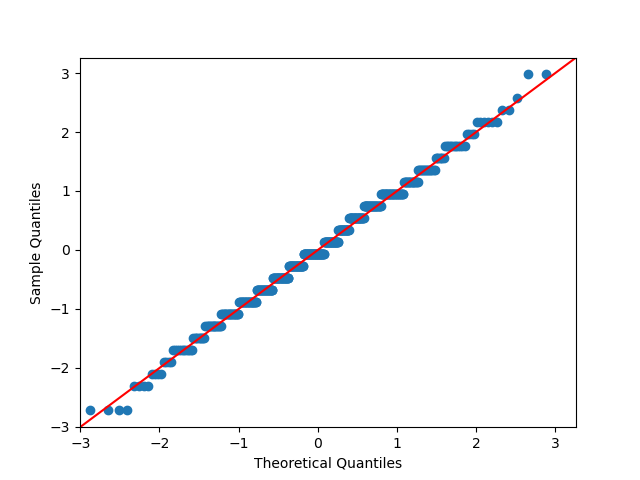 3
2
1
0
−1
−2
−3
Sample Quantiles
−3 −2 −1 0 1 2 3
Theoretical Quantiles